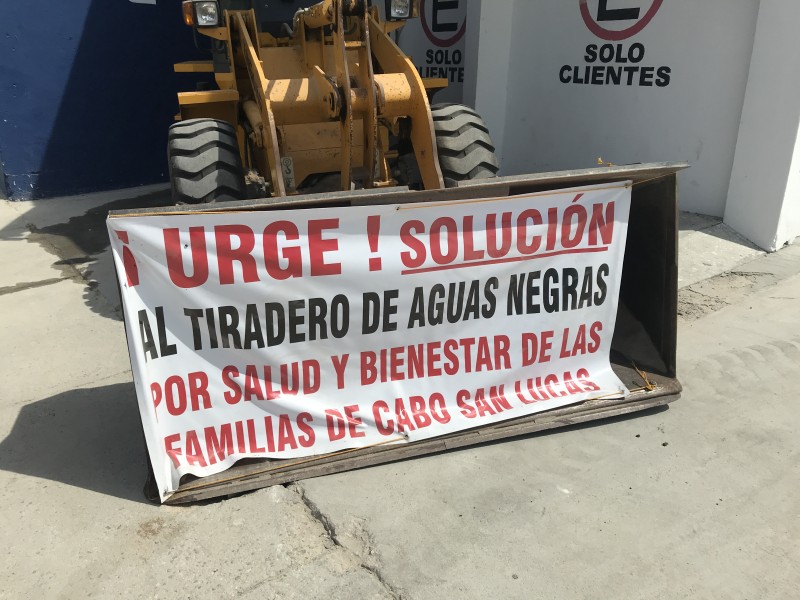 E
SOLO
CLIENTES
E
SOLO
CLIENTES
¡ URGE ! SOLUCIÓN
AL TIRADERO DE AGUAS NEGRAS
POR SALUD Y BIENESTAR DE LAS
FAMILIAS DE CABO SAN LUCAS